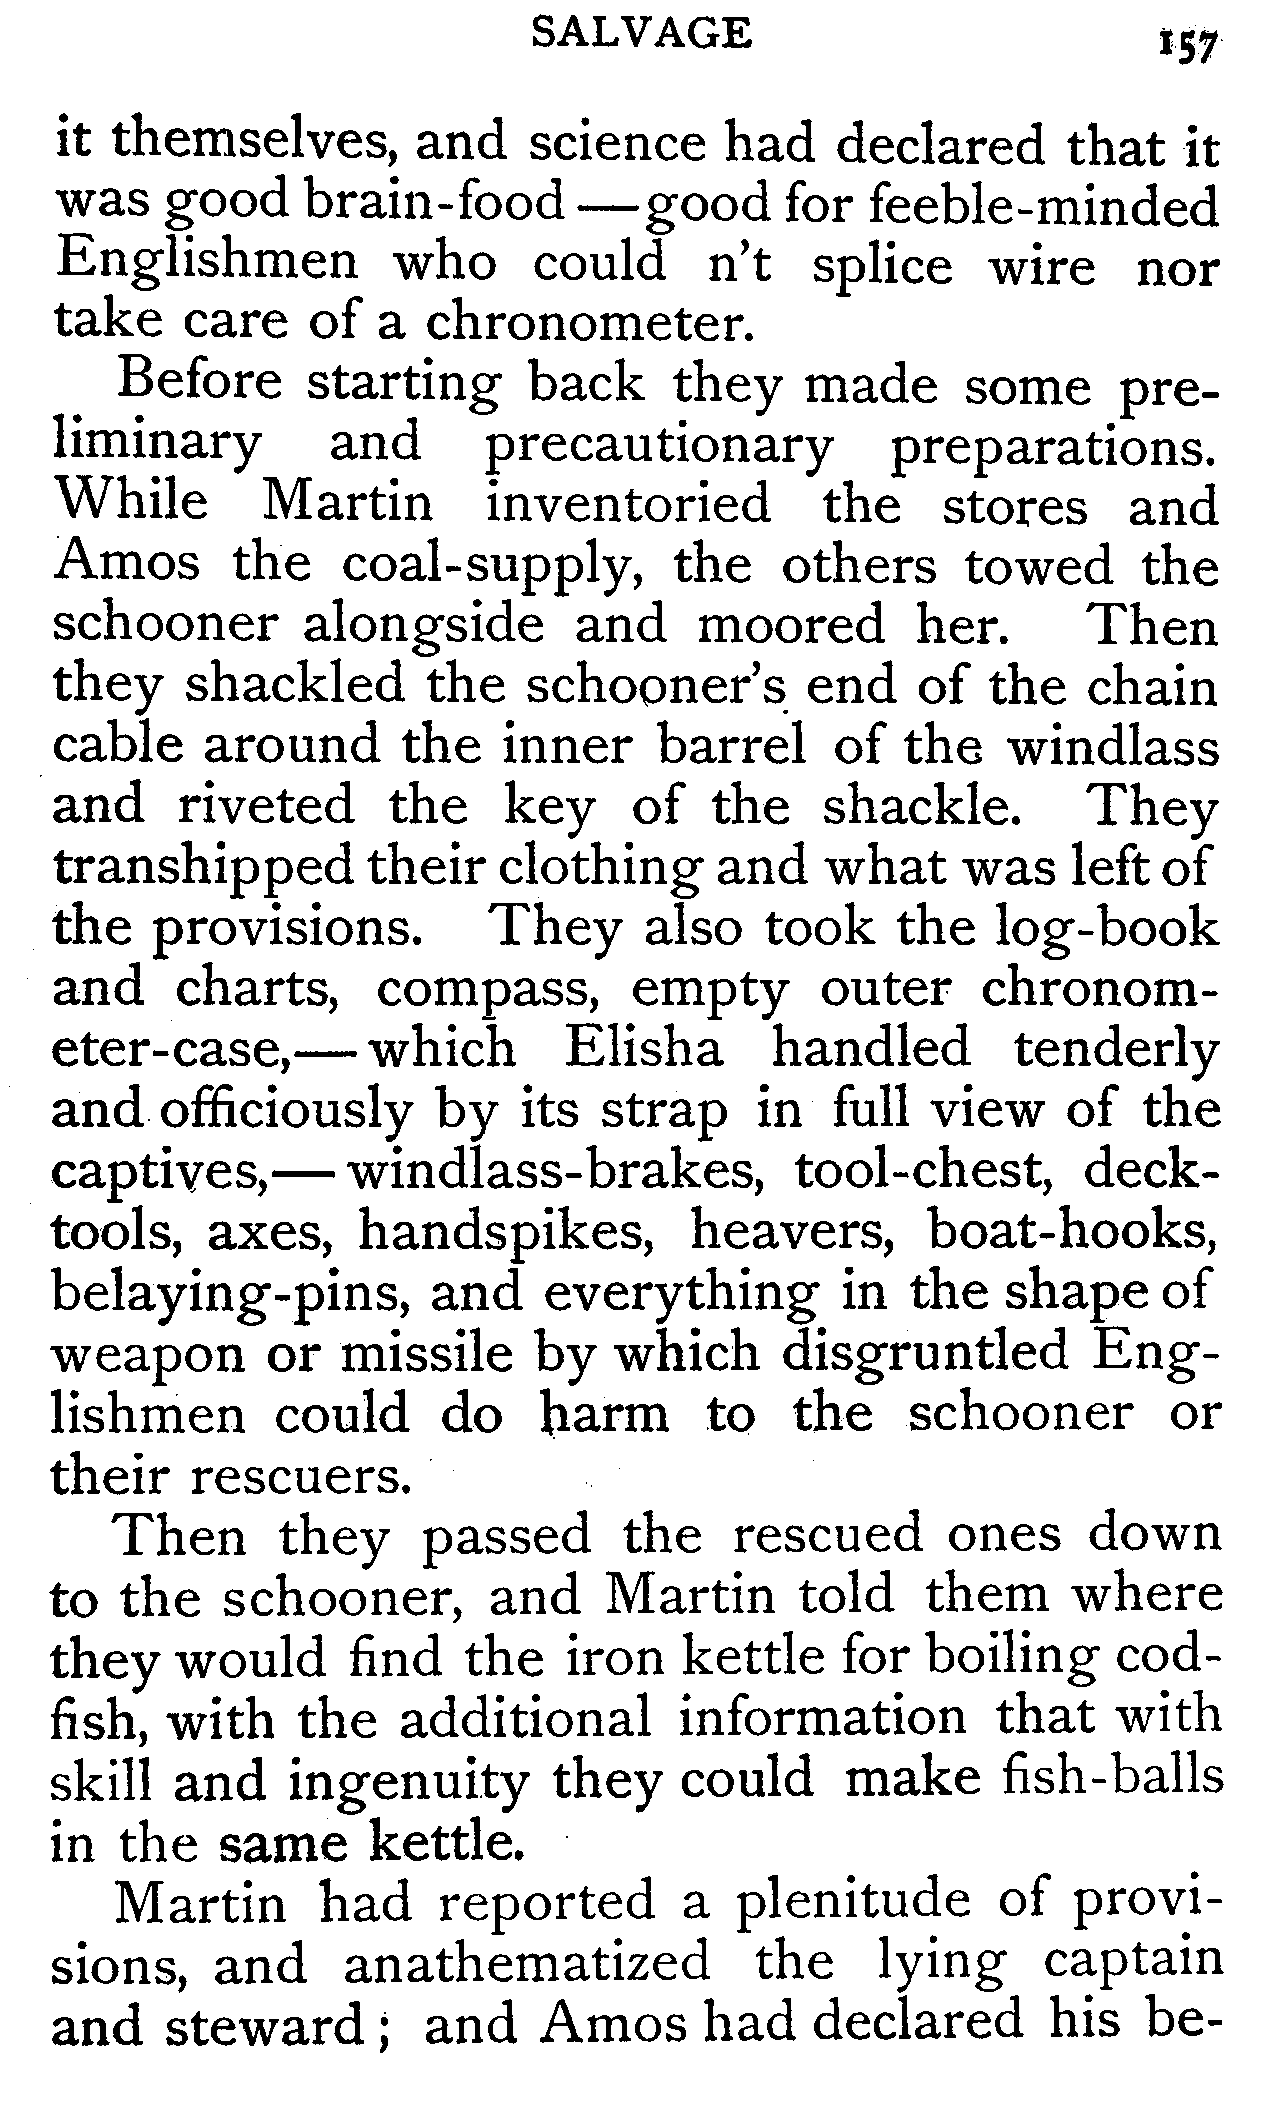 SALVAGE 157
it themselves, and science had declared that it
was good brain-food—good for feeble-minded
Englishmen who could n't splice wire nor
take care of a chronometer.
Before starting back they made some pre-
liminary and precautionary preparations.
While Martin inventoried the stores and
Amos the coal-supply, the others towed the
schooner alongside and moored her. Then
they shackled the schooner's end of the chain
cable around the inner barrel of the windlass
and riveted the key of the shackle. They
transhipped their clothing and what was left of
the provisions. They also took the log-book
and charts, compass, empty outer chronom-
eter-case,—which Elisha handled tenderly
and officiously by its strap in full view of the
captives,—windlass-brakes, tool-chest, deck-
tools, axes, handspikes, heavers, boat-hooks,
belaying-pins, and everything in the shape of
weapon or missile by which disgruntled Eng-
lishmen could do harm to the schooner or
their rescuers.
Then they passed the rescued ones down
to the schooner, and Martin told them where
they would find the iron kettle for boiling cod-
fish, with the additional information that with
skill and ingenuity they could make fish-balls
in the same kettle.
Martin had reported a plenitude of provi-
sions, and anathematized the lying captain
and steward; and Amos had declared his be-